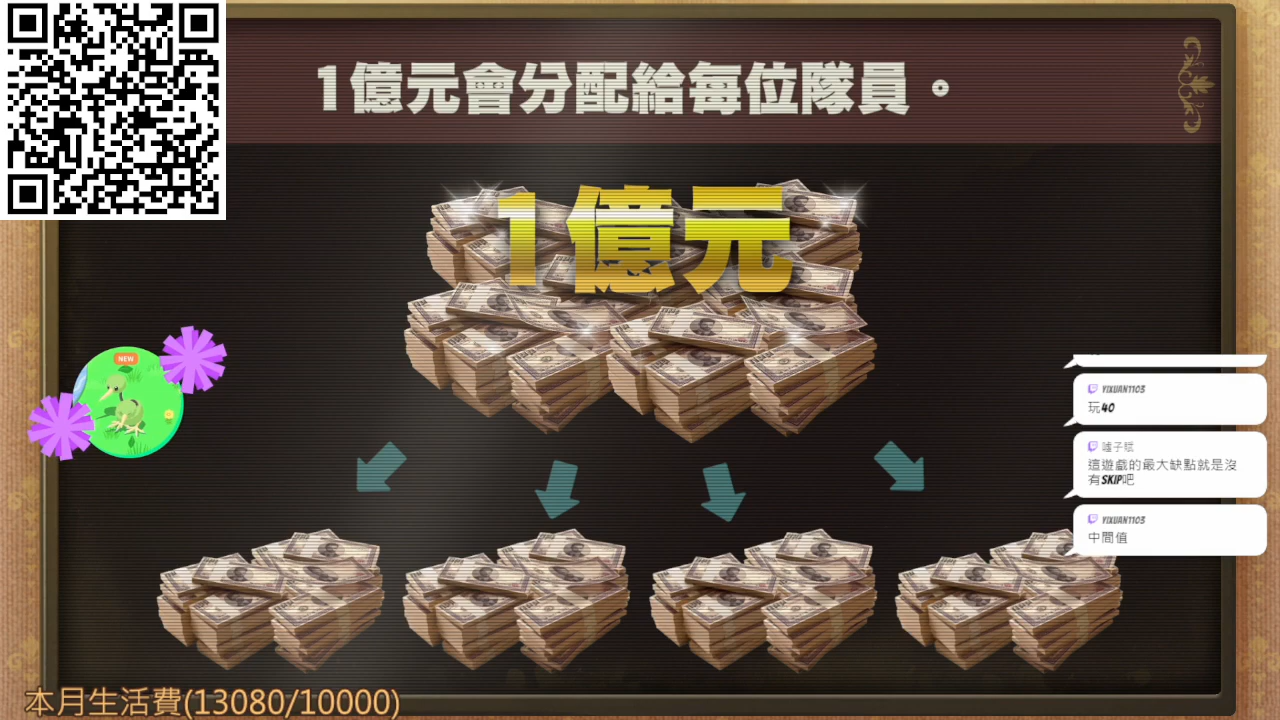 1億元會分配給每位隊員。
1億元
NEW
YIXUAN1103
玩40
噓子賦
這遊戲的最大缺點就是沒
有SKIP吧
YIXUAN1103
中間值
本月生活費(13080/10000)